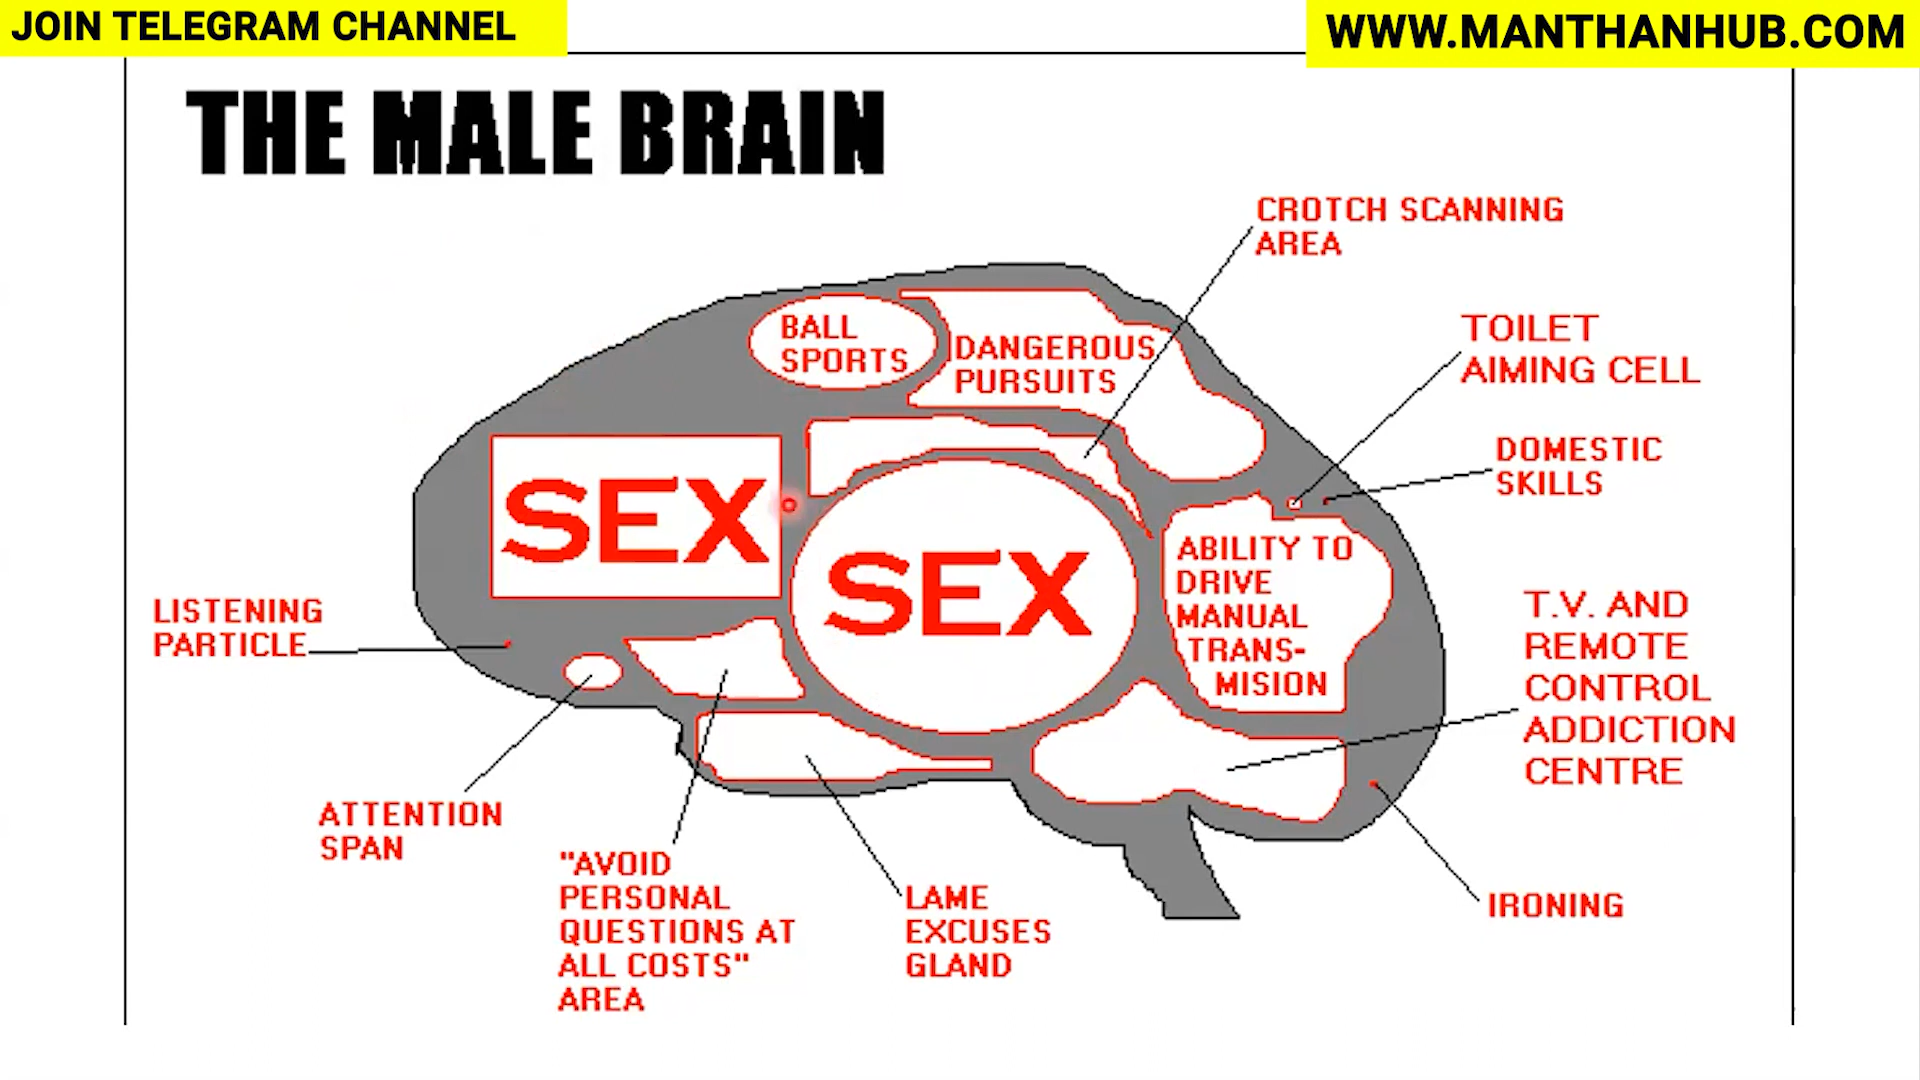 JOIN TELEGRAM CHANNEL
WWW.MANTHANHUB.COM
THE MALE BRAIN
CROTCH SCANNING
AREA
BALL
SPORTS
DANGEROUS
PURSUITS
TOILET
AIMING CELL
DOMESTIC
SKILLS
SEX
SEX
ABILITY TO
DRIVE
MANUAL
TRANS-
MISION
LISTENING
PARTICLE
T.V. AND
REMOTE
CONTROL
ADDICTION
CENTRE
ATTENTION
SPAN
"AVOID
PERSONAL
QUESTIONS AT
ALL COSTS"
AREA
LAME
EXCUSES
GLAND
IRONING